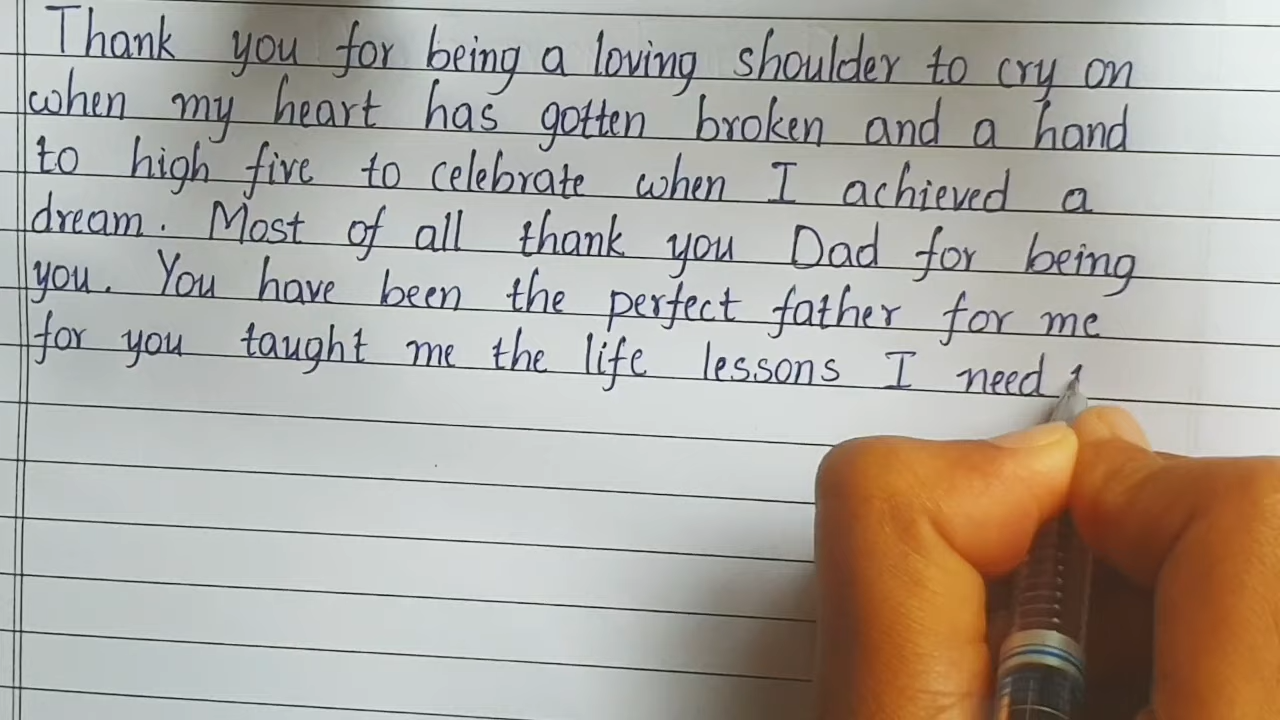 Thank you for being a loving shoulder to cry on
when my heart has gotten broken and a hand
to high five to celebrate when I achieved a
dream. Most of all thank you Dad for being
you. You have been the perfect father for me
for you taught me the life lessons I need